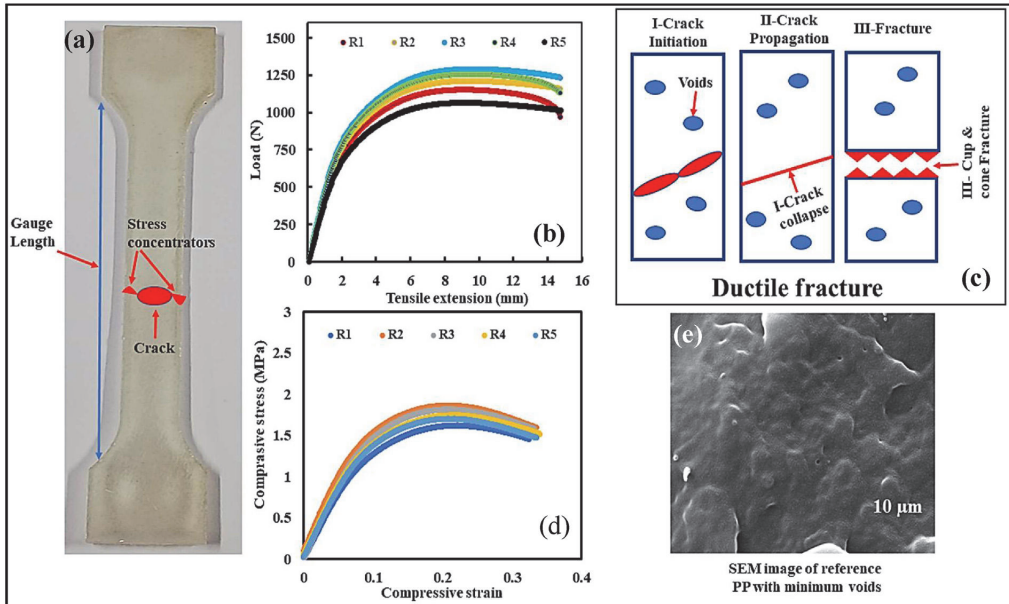 (a)
Gauge
Length
Stress
concentrators
Crack
R1 R2 R3 R4 R5
Load (N)
1500
1250
1000
750
500
250
0
0 2 4 6 8 10 12 14 16
Tensile extension (mm)
(b)
I-Crack
Initiation
II-Crack
Propagation
III-Fracture
Voids
I-Crack
collapse
III- Cup &
cone Fracture
(c)
Ductile fracture
R1 R2 R3 R4 R5
Comprasive stress (MPa)
3
2.5
2
1.5
1
0.5
0
0 0.1 0.2 0.3 0.4
Compressive strain
(d)
(e)
10 µm
SEM image of reference
PP with minimum voids